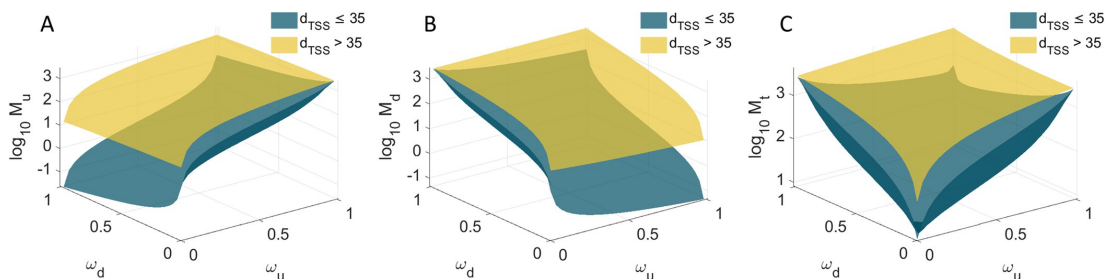 A
d_TSS ≤ 35
d_TSS > 35
log₁₀ M_u
3
2
1
0
-1
1
0.5
0
ω_d
0
0.5
1
ω_u
B
d_TSS ≤ 35
d_TSS > 35
log₁₀ M_d
3
2
1
0
-1
1
0.5
0
ω_d
0
0.5
1
ω_u
C
d_TSS ≤ 35
d_TSS > 35
log₁₀ M_t
3
2
1
1
0.5
0
ω_d
0
0.5
1
ω_u